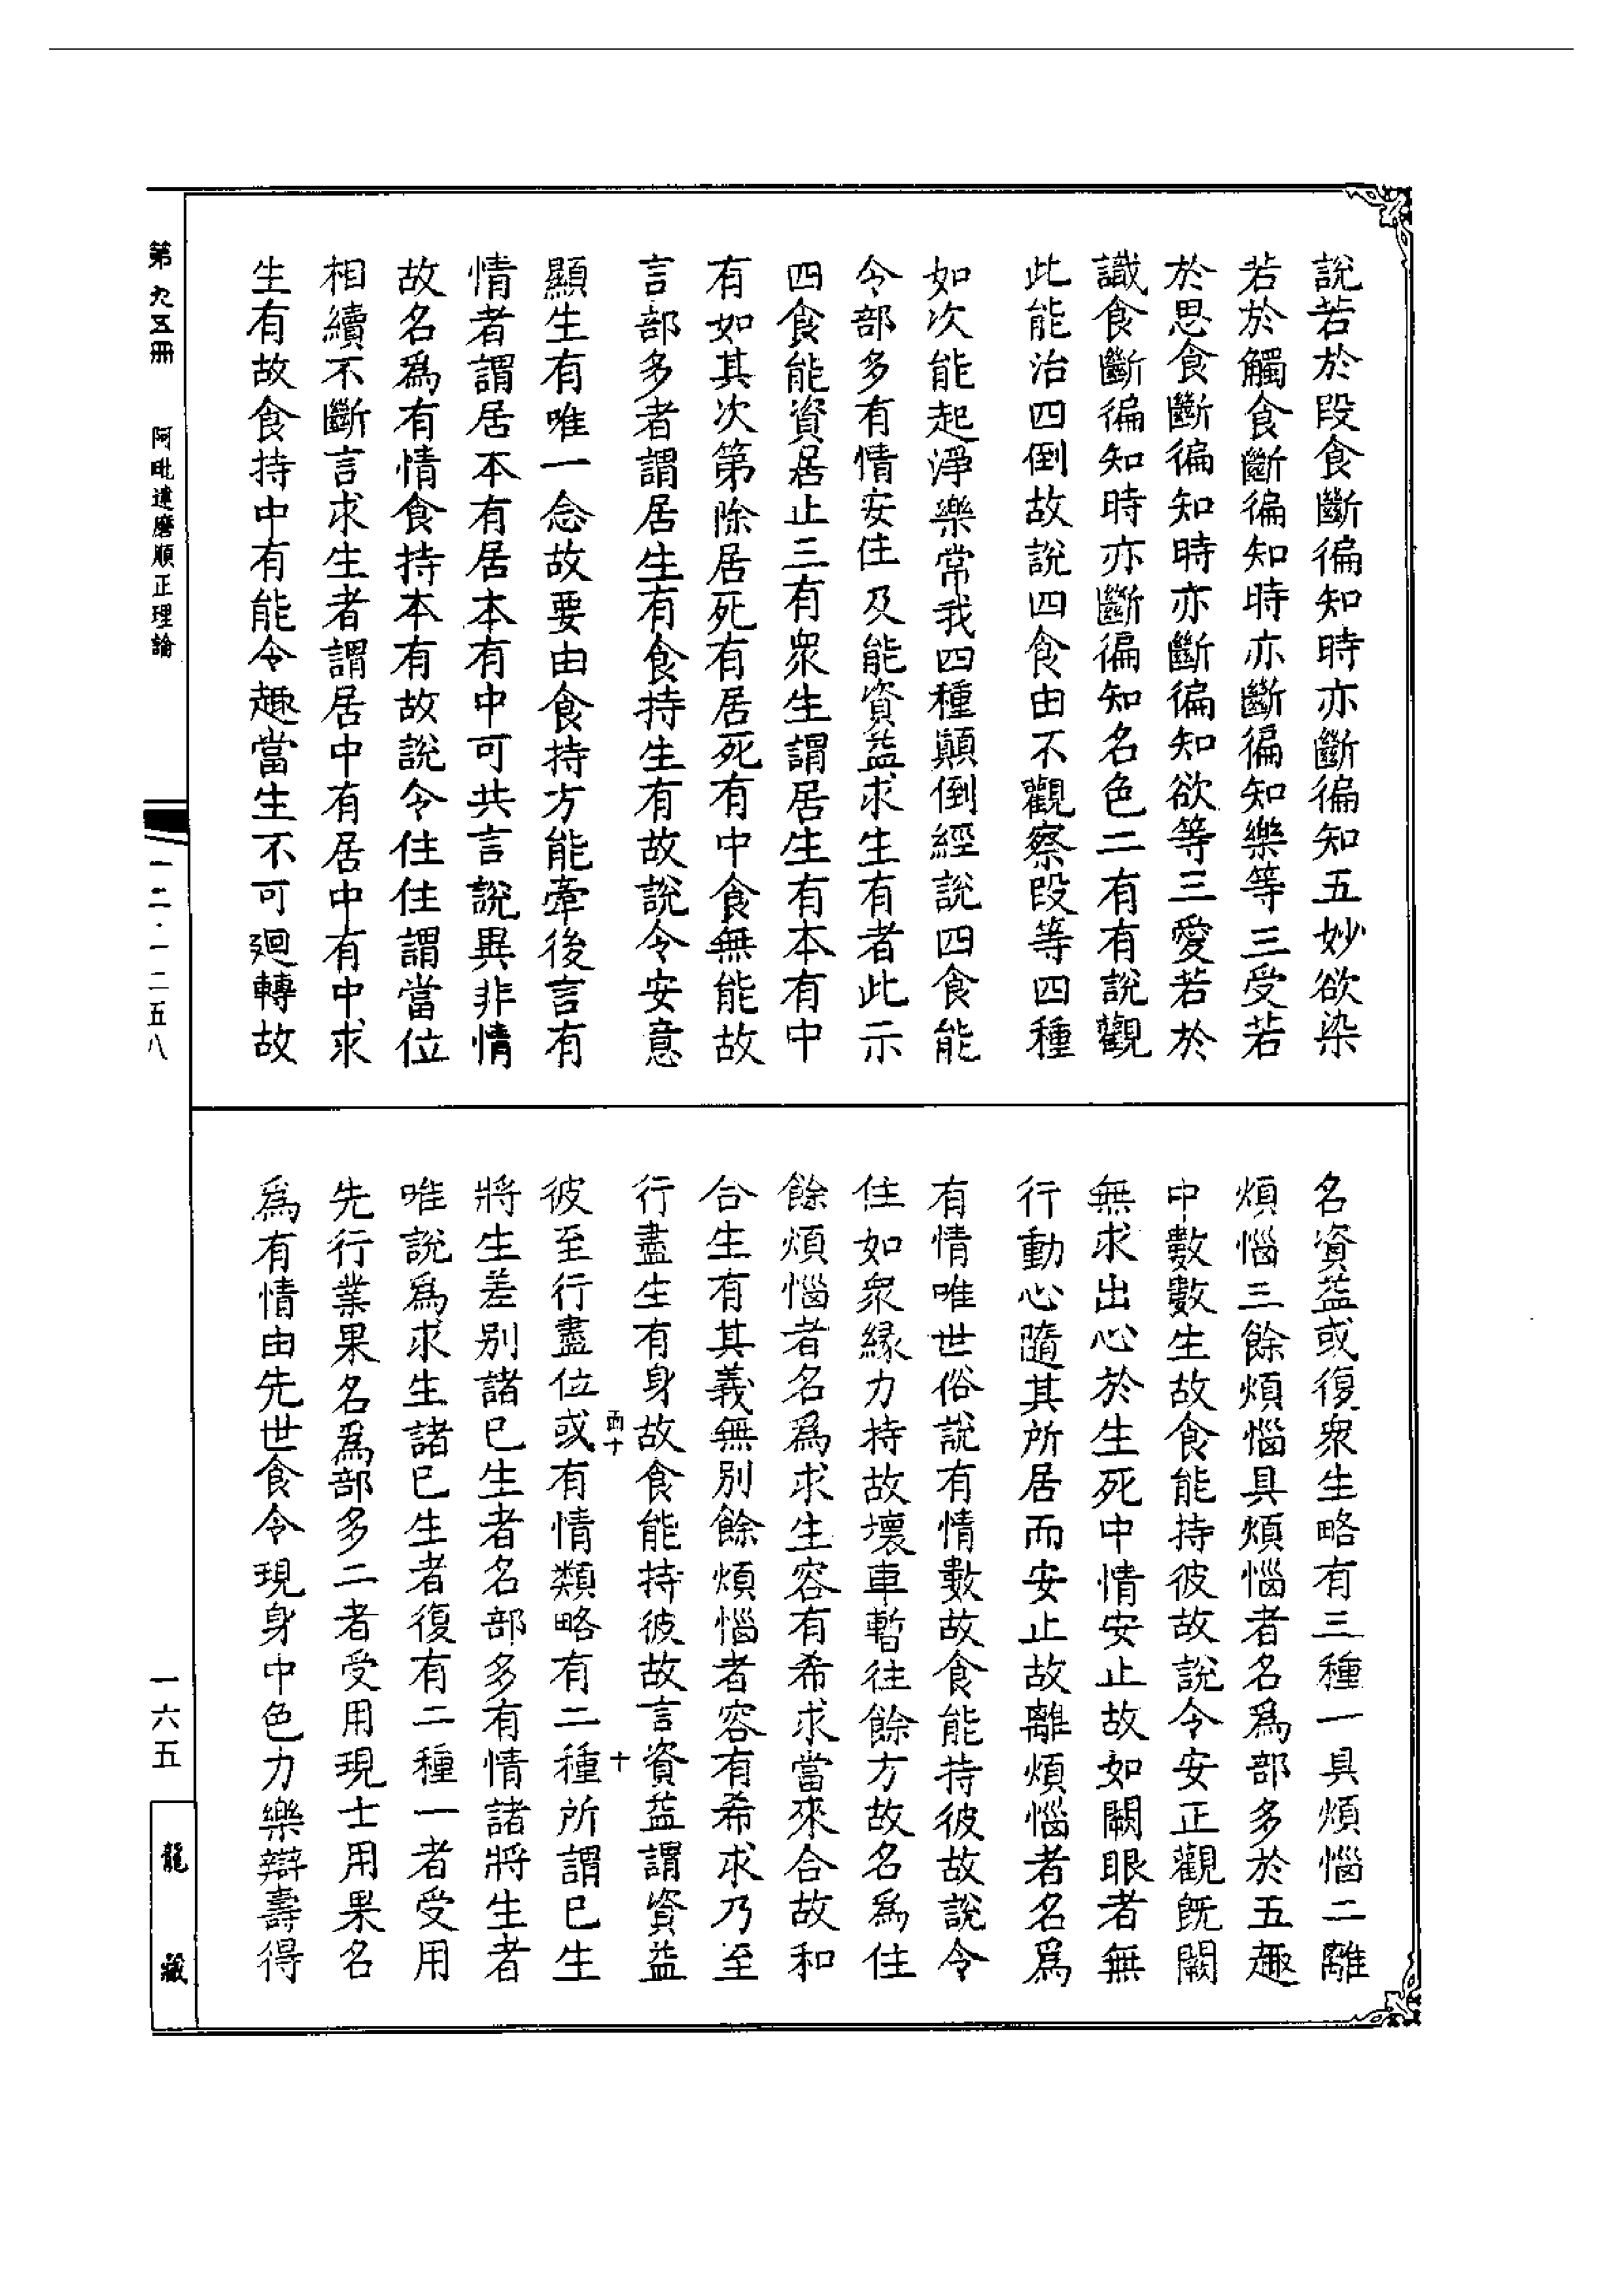 說若於段食斷徧知時亦斷徧知五妙欲染
若於觸食斷徧知時亦斷徧知樂等三受若
於思食斷徧知時亦斷徧知欲等三愛若於
識食斷徧知時亦斷徧知名色二有有說觀
此能治四倒故說四食由不觀察段等四種
如次能起淨樂常我四種顛倒經說四食能
令部多有情安住及能資益求生有者此示
四食能資居止三有衆生謂居生有本有中
有如其次第除居死有居死有中食無能故
言部多者謂居生有食持生有故說令安意
顯生有唯一念故要由食持方能牽後言有
情者謂居本有居本有中可共言說異非情
故名爲有情食持本有故說令住住謂當位
相續不斷言求生者謂居中有居中有中求
生有故食持中有能令趣當生不可迴轉故
名資益或復衆生略有三種一具煩惱二離
煩惱三餘煩惱具煩惱者名爲部多於五趣
中數數生故食能持彼故說令安正觀旣闕
無求出心於生死中情安止故如闕眼者無
行動心隨其所居而安止故離煩惱者名爲
有情唯世俗說有情數故食能持彼故說令
住如衆緣力持故壞車暫往餘方故名爲住
餘煩惱者名爲求生容有希求當來合故和
合生有其義無別餘煩惱者容有希求乃至
行盡生有身故食能持彼故言資益謂資益
彼至行盡位或有情類略有二種所謂已生
將生差别諸已生者名部多有情諸將生者
唯說爲求生諸已生者復有二種一者受用
先行業果名爲部多二者受用現士用果名
爲有情由先世食令現身中色力樂辯壽得
西十
十
第九五冊
阿毗達磨順正理論
一二·一二五八
一六五
龍藏